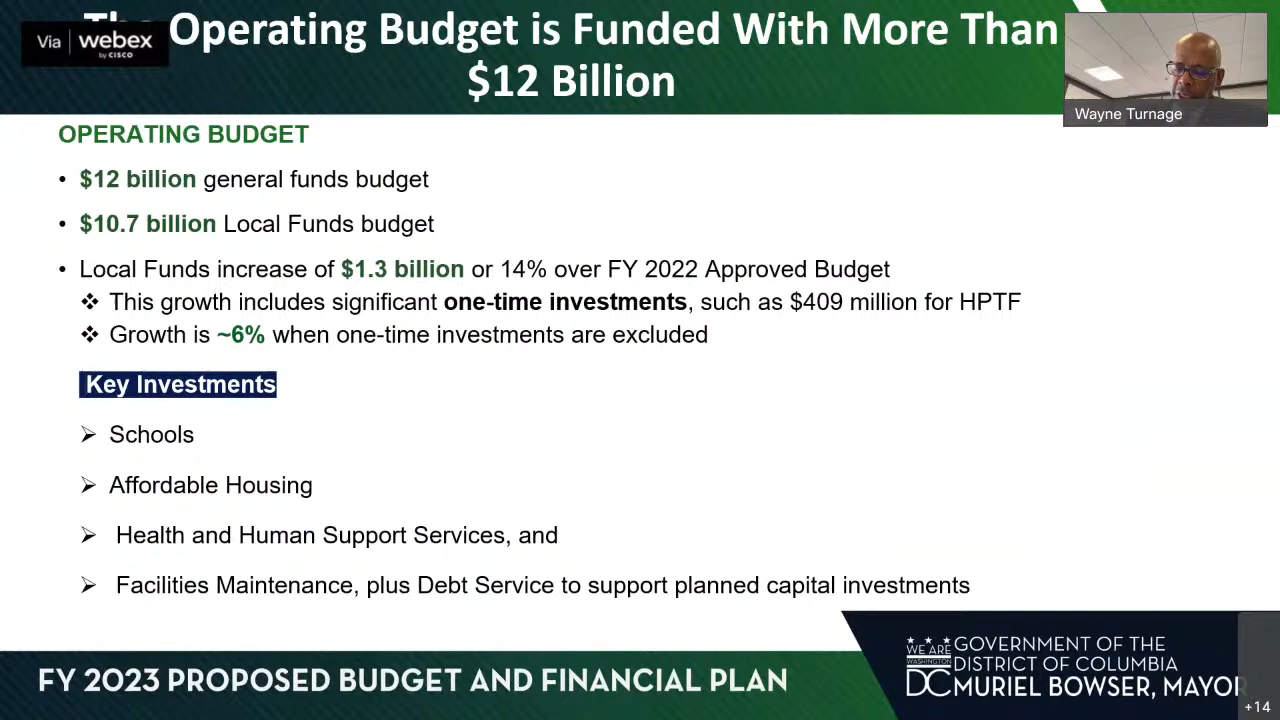 The Operating Budget is Funded With More Than
$12 Billion
Via webex
by CISCO
Wayne Turnage
OPERATING BUDGET
• $12 billion general funds budget
• $10.7 billion Local Funds budget
• Local Funds increase of $1.3 billion or 14% over FY 2022 Approved Budget
❖ This growth includes significant one-time investments, such as $409 million for HPTF
❖ Growth is ~6% when one-time investments are excluded
Key Investments
➢ Schools
➢ Affordable Housing
➢ Health and Human Support Services, and
➢ Facilities Maintenance, plus Debt Service to support planned capital investments
FY 2023 PROPOSED BUDGET AND FINANCIAL PLAN
WE ARE
WASHINGTON
DC
GOVERNMENT OF THE
DISTRICT OF COLUMBIA
MURIEL BOWSER, MAYOR
+14